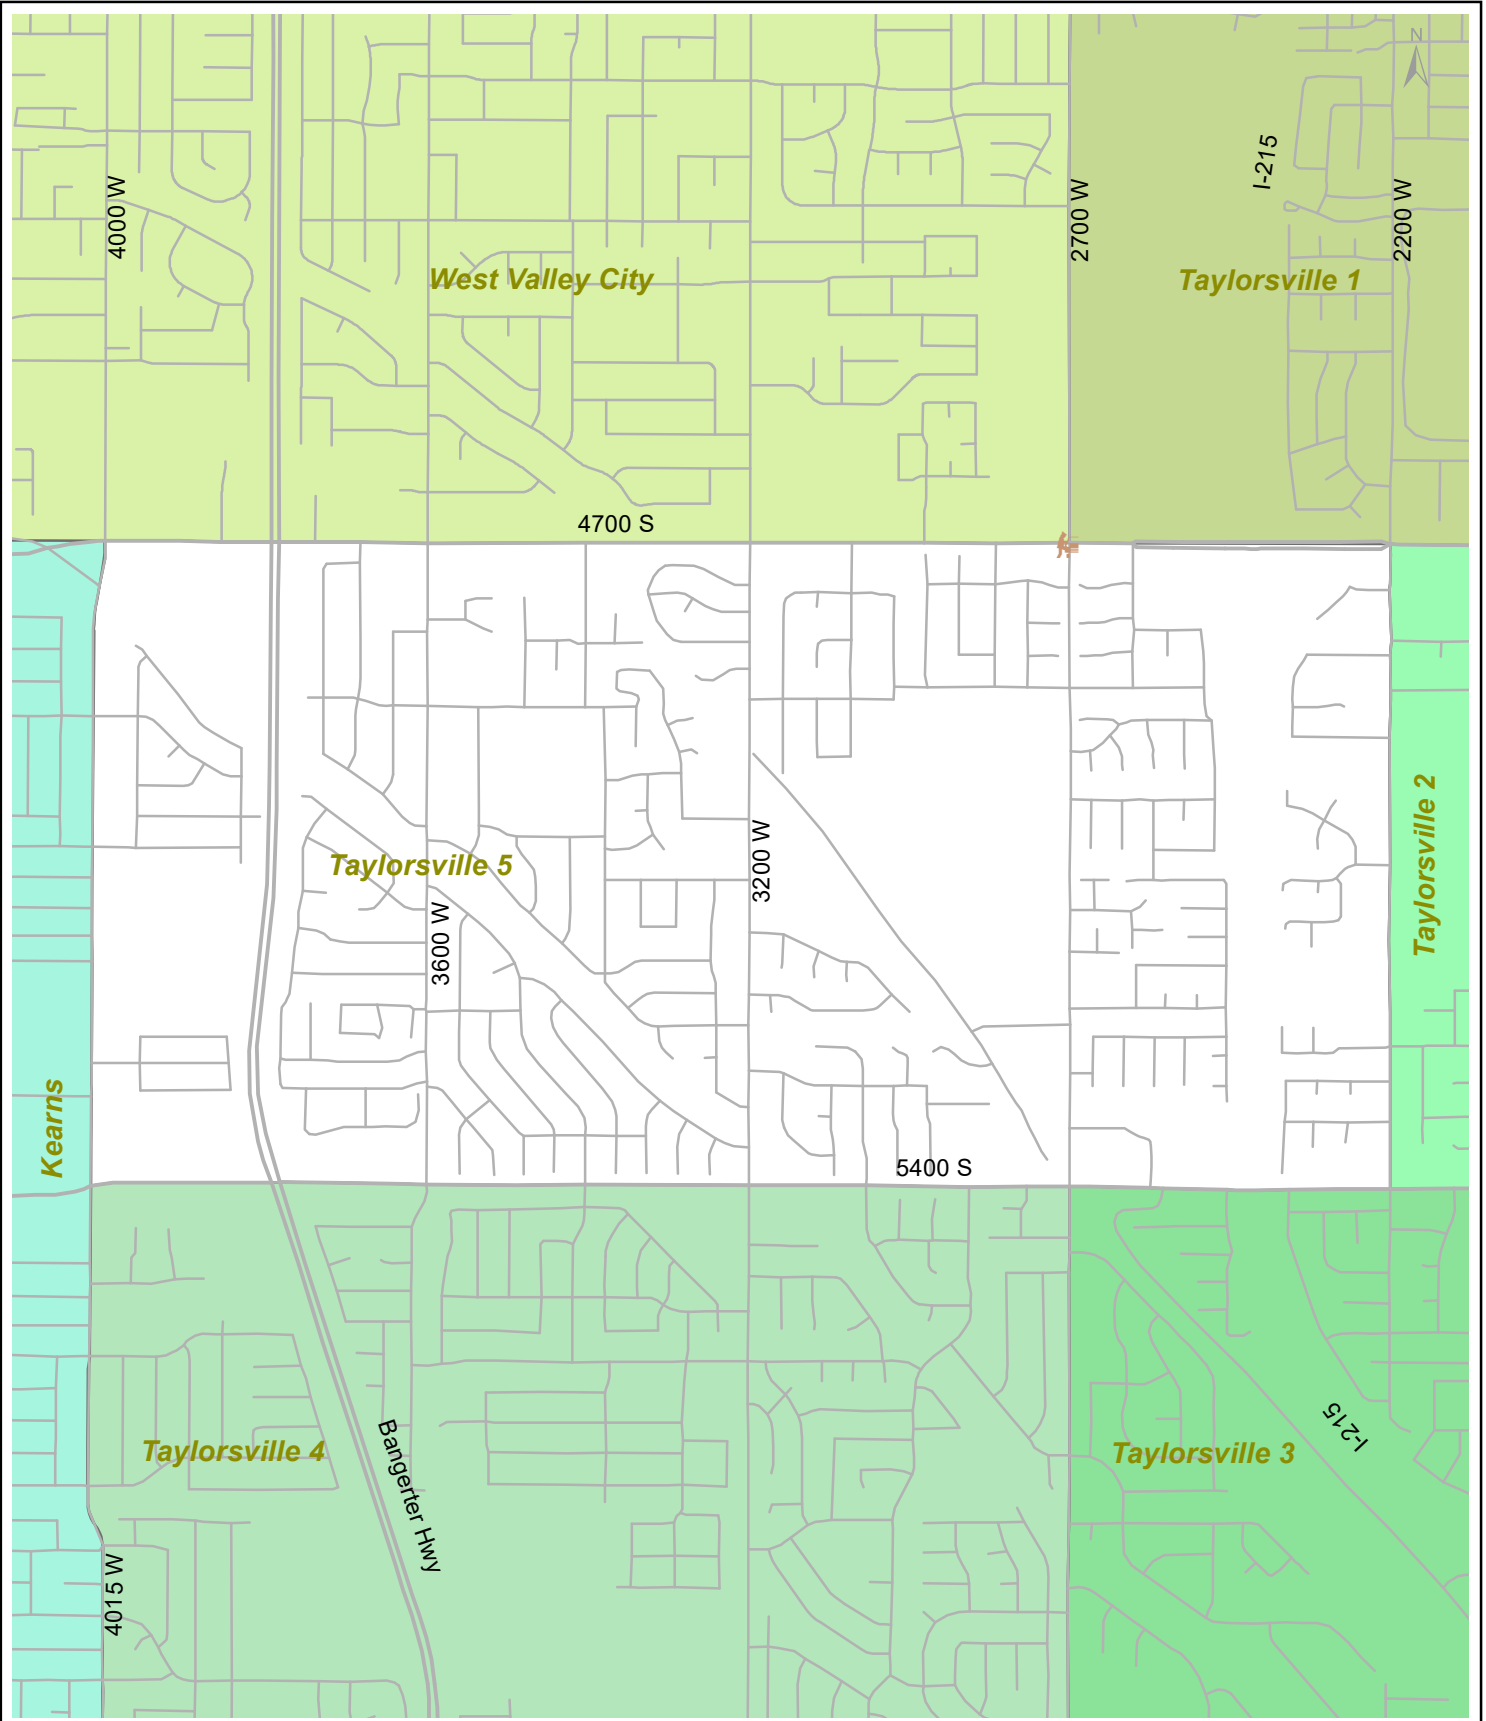 N
I-215
4000 W
2700 W
2200 W
West Valley City
Taylorsville 1
4700 S
Taylorsville 2
Taylorsville 5
3200 W
3600 W
Kearns
5400 S
I-215
Taylorsville 4
Bangerter Hwy
Taylorsville 3
4015 W